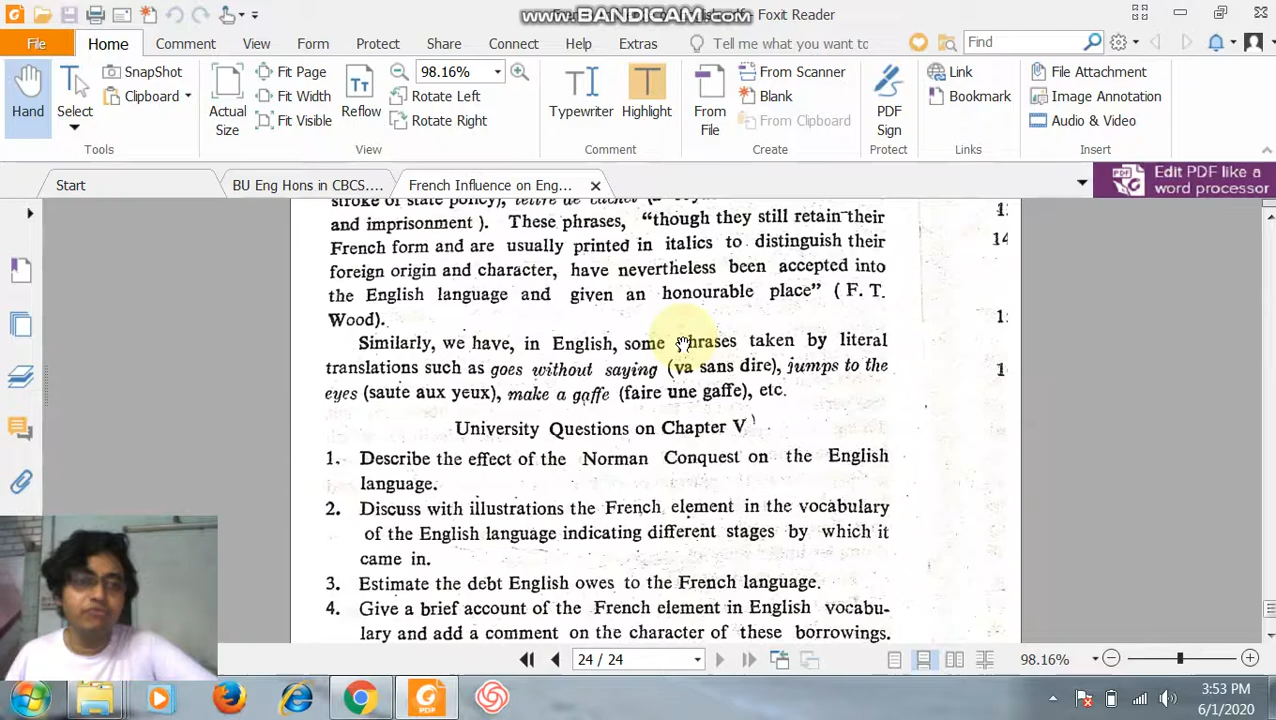 www.BANDICAM.com
Foxit Reader
File Home Comment View Form Protect Share Connect Help Extras Tell me what you want to Find
Hand
Select
SnapShot
Clipboard
Actual Size
Fit Page
Fit Width
Fit Visible
Reflow
98.16%
Rotate Left
Rotate Right
Typewriter
Highlight
From File
From Scanner
Blank
From Clipboard
PDF Sign
Link
Bookmark
File Attachment
Image Annotation
Audio & Video
Tools View Comment Create Protect Links Insert
Start BU Eng Hons in CBCS.... French Influence on Eng... Edit PDF like a word processor
stroke of state policy), lettre de cachet
and imprisonment ). These phrases, “though they still retain their
French form and are usually printed in italics to distinguish their
foreign origin and character, have nevertheless been accepted into
the English language and given an honourable place” ( F. T.
Wood).
Similarly, we have, in English, some phrases taken by literal
translations such as goes without saying (va sans dire), jumps to the
eyes (saute aux yeux), make a gaffe (faire une gaffe), etc.
University Questions on Chapter V
1. Describe the effect of the Norman Conquest on the English
language.
2. Discuss with illustrations the French element in the vocabulary
of the English language indicating different stages by which it
came in.
3. Estimate the debt English owes to the French language.
4. Give a brief account of the French element in English vocabu-
lary and add a comment on the character of these borrowings.
14
24 / 24
98.16%
3:53 PM
6/1/2020